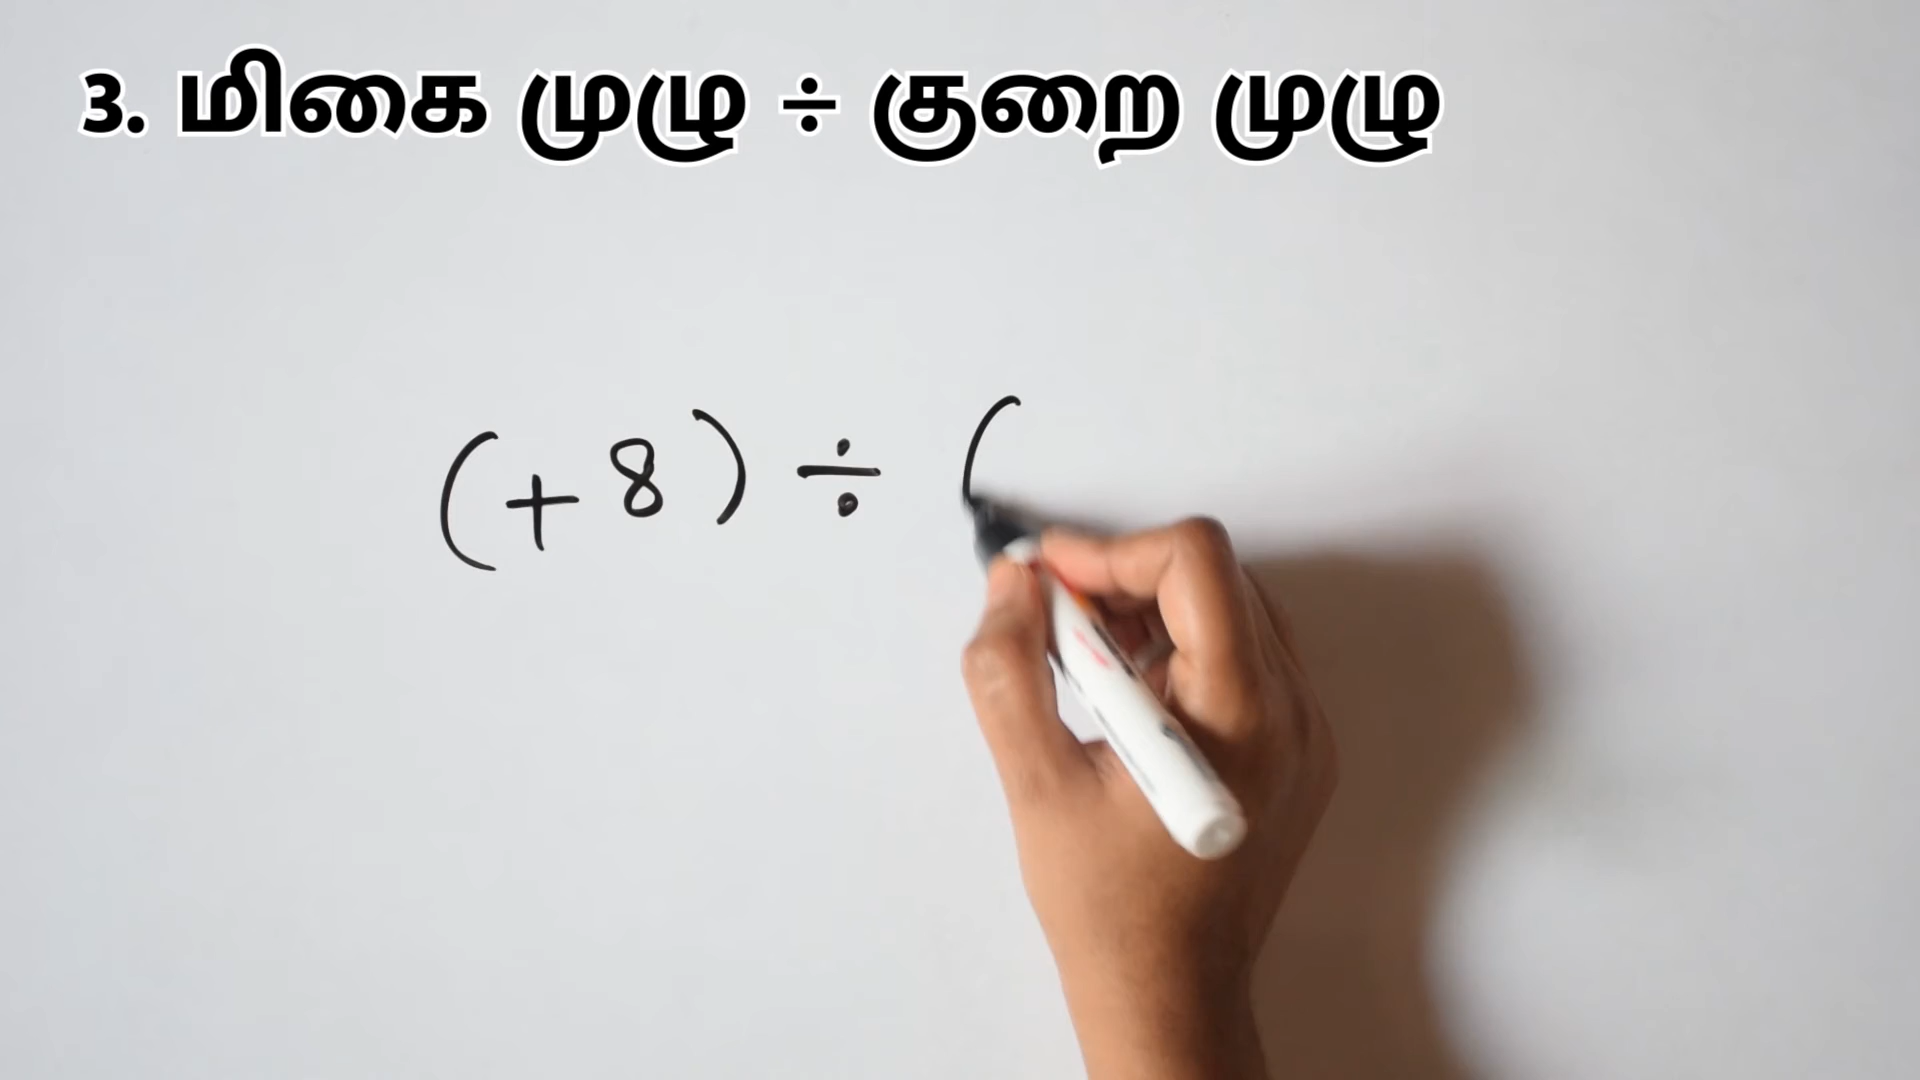 3. மிகை முழு ÷ குறை முழு
(+8) ÷ (